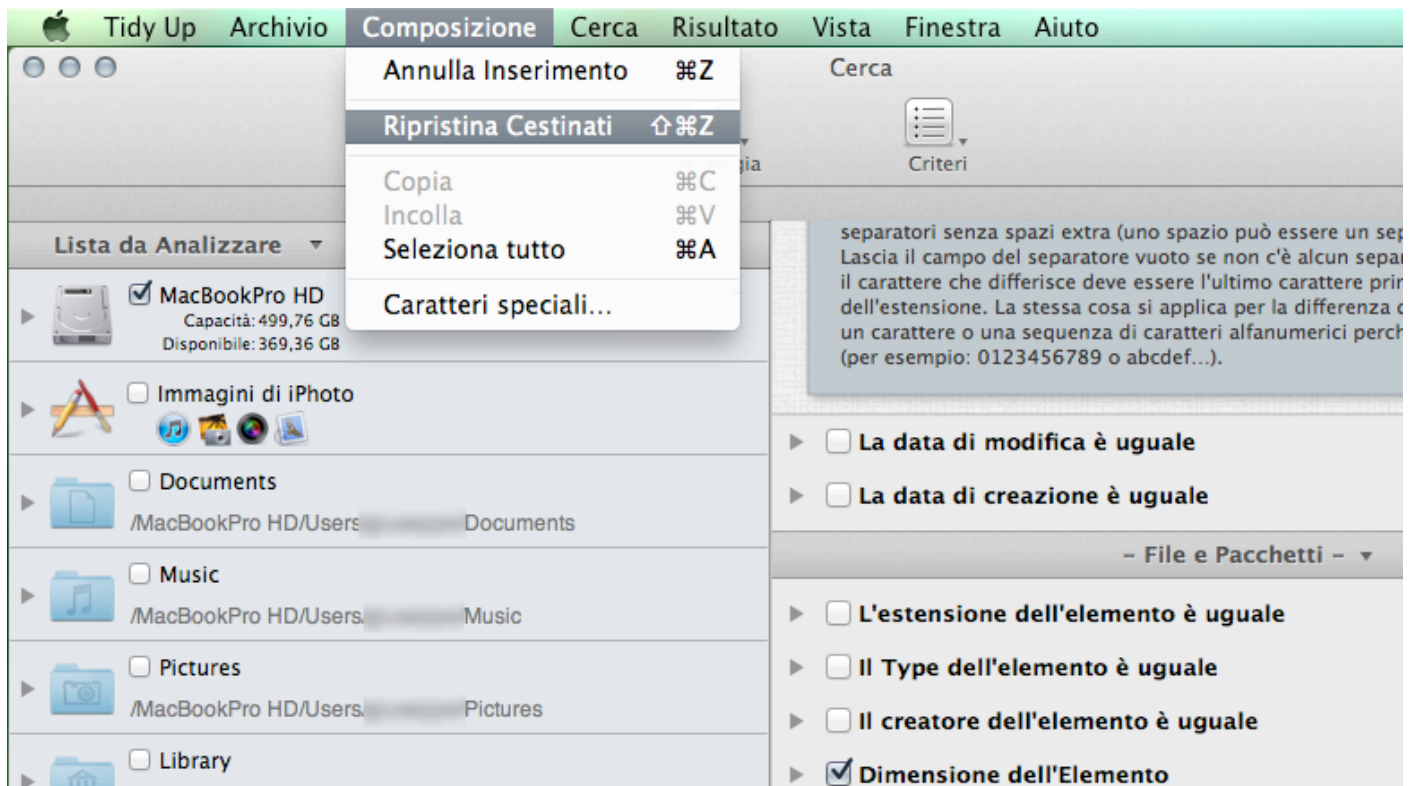 Tidy Up Archivio Composizione Cerca Risultato Vista Finestra Aiuto
Annulla Inserimento ⌘Z
Ripristina Cestinati ⇧⌘Z
Copia ⌘C
Incolla ⌘V
Seleziona tutto ⌘A
Caratteri speciali...
Cerca
Criteri
Lista da Analizzare
MacBookPro HD
Capacità: 499,76 GB
Disponibile: 369,36 GB
Immagini di iPhoto
Documents
/MacBookPro HD/Users Documents
Music
/MacBookPro HD/Users/ Music
Pictures
/MacBookPro HD/Users/ Pictures
Library
separatori senza spazi extra (uno spazio può essere un sep
Lascia il campo del separatore vuoto se non c'è alcun separ
il carattere che differisce deve essere l'ultimo carattere prin
dell'estensione. La stessa cosa si applica per la differenza
un carattere o una sequenza di caratteri alfanumerici perch
(per esempio: 0123456789 o abcdef...).
La data di modifica è uguale
La data di creazione è uguale
– File e Pacchetti –
L'estensione dell'elemento è uguale
Il Type dell'elemento è uguale
Il creatore dell'elemento è uguale
Dimensione dell'Elemento